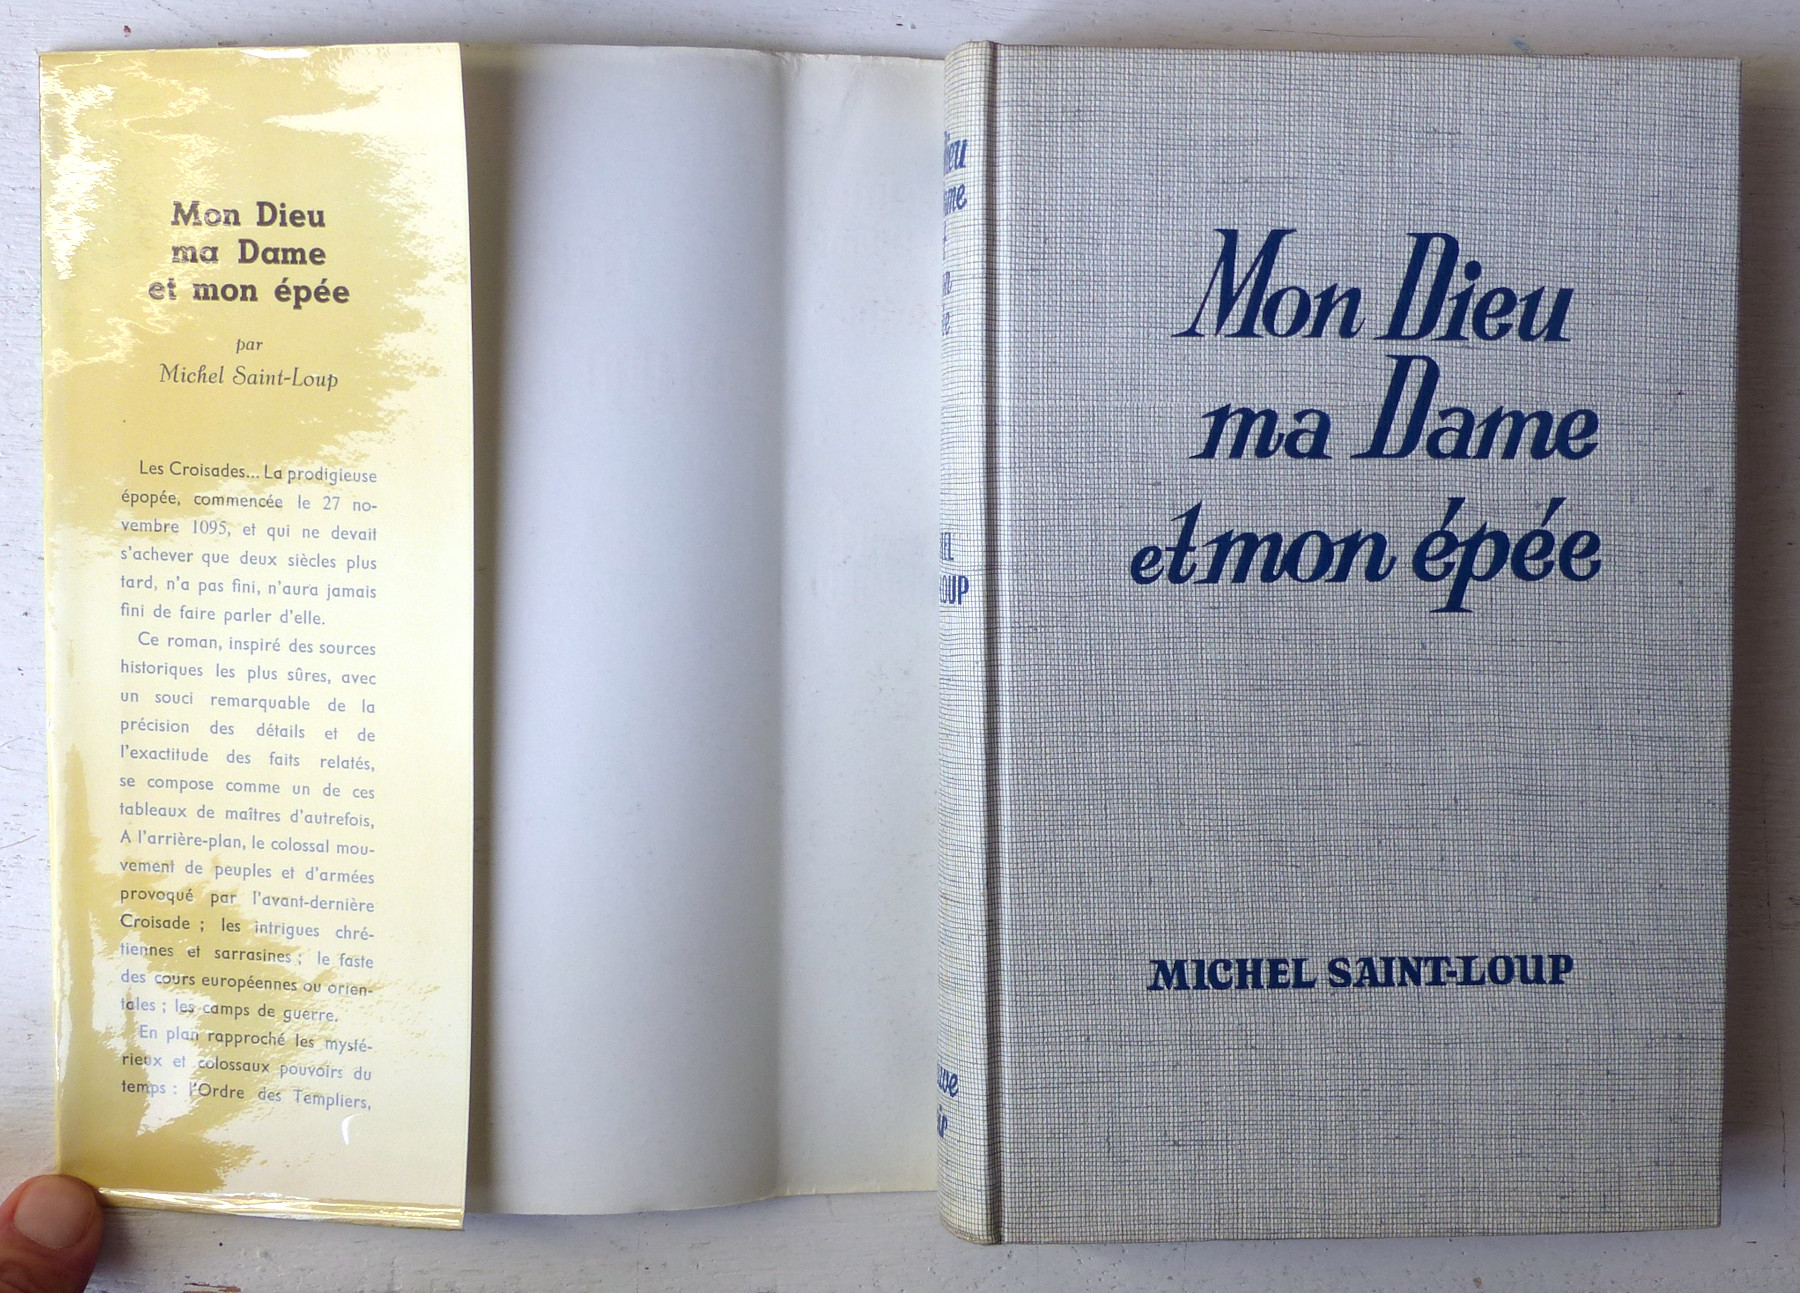 Mon Dieu
ma Dame
et mon épée
par
Michel Saint-Loup
Les Croisades... La prodigieuse
épopée, commencée le 27 no-
vembre 1095, et qui ne devait
s'achever que deux siècles plus
tard, n'a pas fini, n'aura jamais
fini de faire parler d'elle.
Ce roman, inspiré des sources
historiques les plus sûres, avec
un souci remarquable de la
précision des détails et de
l'exactitude des faits relatés,
se compose comme un de ces
tableaux de maîtres d'autrefois,
A l'arrière-plan, le colossal mou-
vement de peuples et d'armées
provoqué par l'avant-dernière
Croisade ; les intrigues chré-
tiennes et sarrasines ; le faste
des cours européennes ou orien-
tales ; les camps de guerre.
En plan rapproché les mysté-
rieux et colossaux pouvoirs du
temps : l'Ordre des Templiers,
Mon Dieu
ma Dame
et mon épée
MICHEL SAINT-LOUP